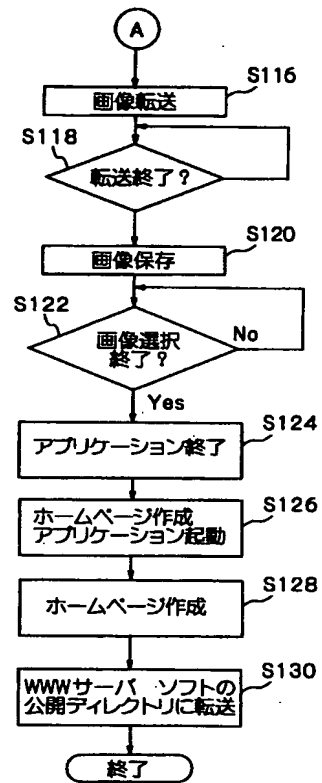 A
S116
画像転送
S118
転送終了?
S120
画像保存
S122
画像選択
終了?
No
Yes
S124
アプリケーション終了
S126
ホームページ作成
アプリケーション起動
S128
ホームページ作成
S130
WWWサーバ ソフトの
公開ディレクトリに転送
終了